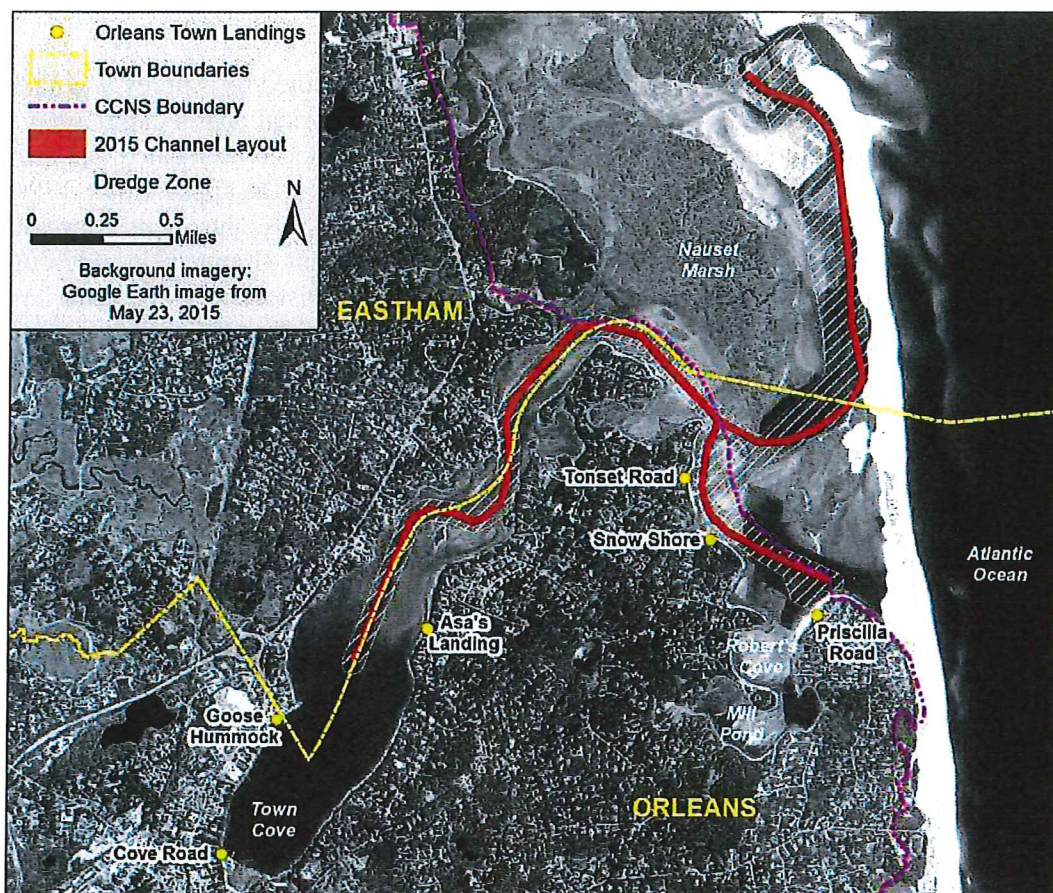 Orleans Town Landings
Town Boundaries
CCNS Boundary
2015 Channel Layout
Dredge Zone
N
0 0.25 0.5
Miles
Background imagery:
Google Earth image from
May 23, 2015
Nauset
Marsh
EASTHAM
Tonset Road
Snow Shore
Atlantic
Ocean
Asa's
Landing
Priscilla
Road
Robert's
Cove
Goose
Hummock
Mill
Pond
Town
Cove
ORLEANS
Cove Road